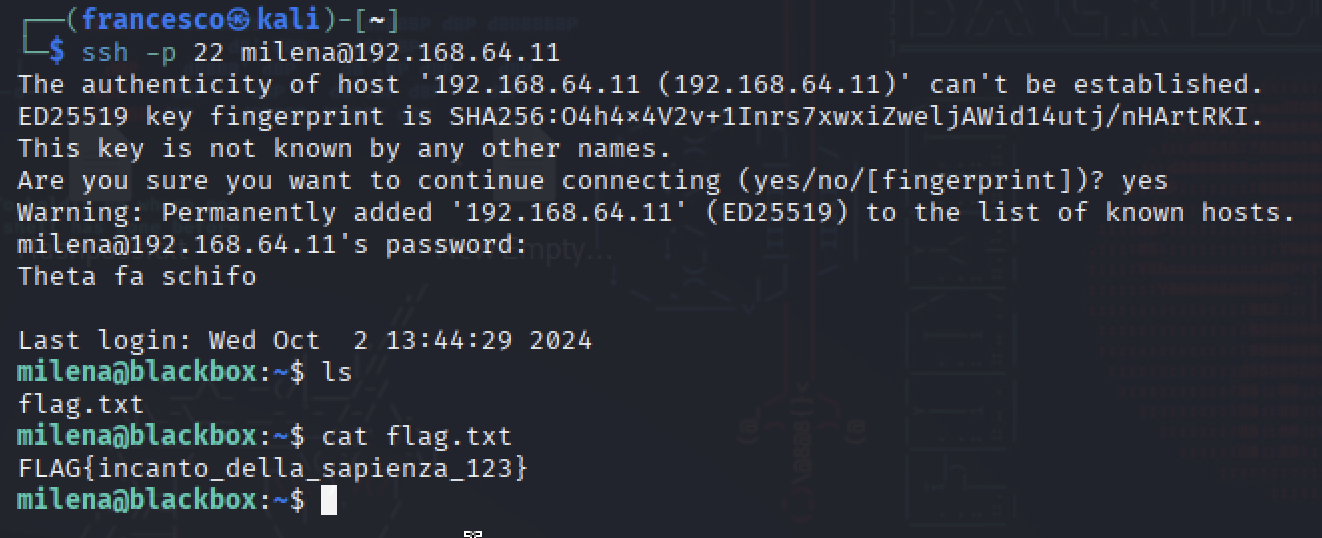 ┌──(francesco㉿kali)-[~]
└─$ ssh -p 22 milena@192.168.64.11
The authenticity of host '192.168.64.11 (192.168.64.11)' can't be established.
ED25519 key fingerprint is SHA256:O4h4×4V2v+1Inrs7xwxiZweljAWid14utj/nHArtRKI.
This key is not known by any other names.
Are you sure you want to continue connecting (yes/no/[fingerprint])? yes
Warning: Permanently added '192.168.64.11' (ED25519) to the list of known hosts.
milena@192.168.64.11's password:
Theta fa schifo
Last login: Wed Oct  2 13:44:29 2024
milena@blackbox:~$ ls
flag.txt
milena@blackbox:~$ cat flag.txt
FLAG{incanto_della_sapienza_123}
milena@blackbox:~$